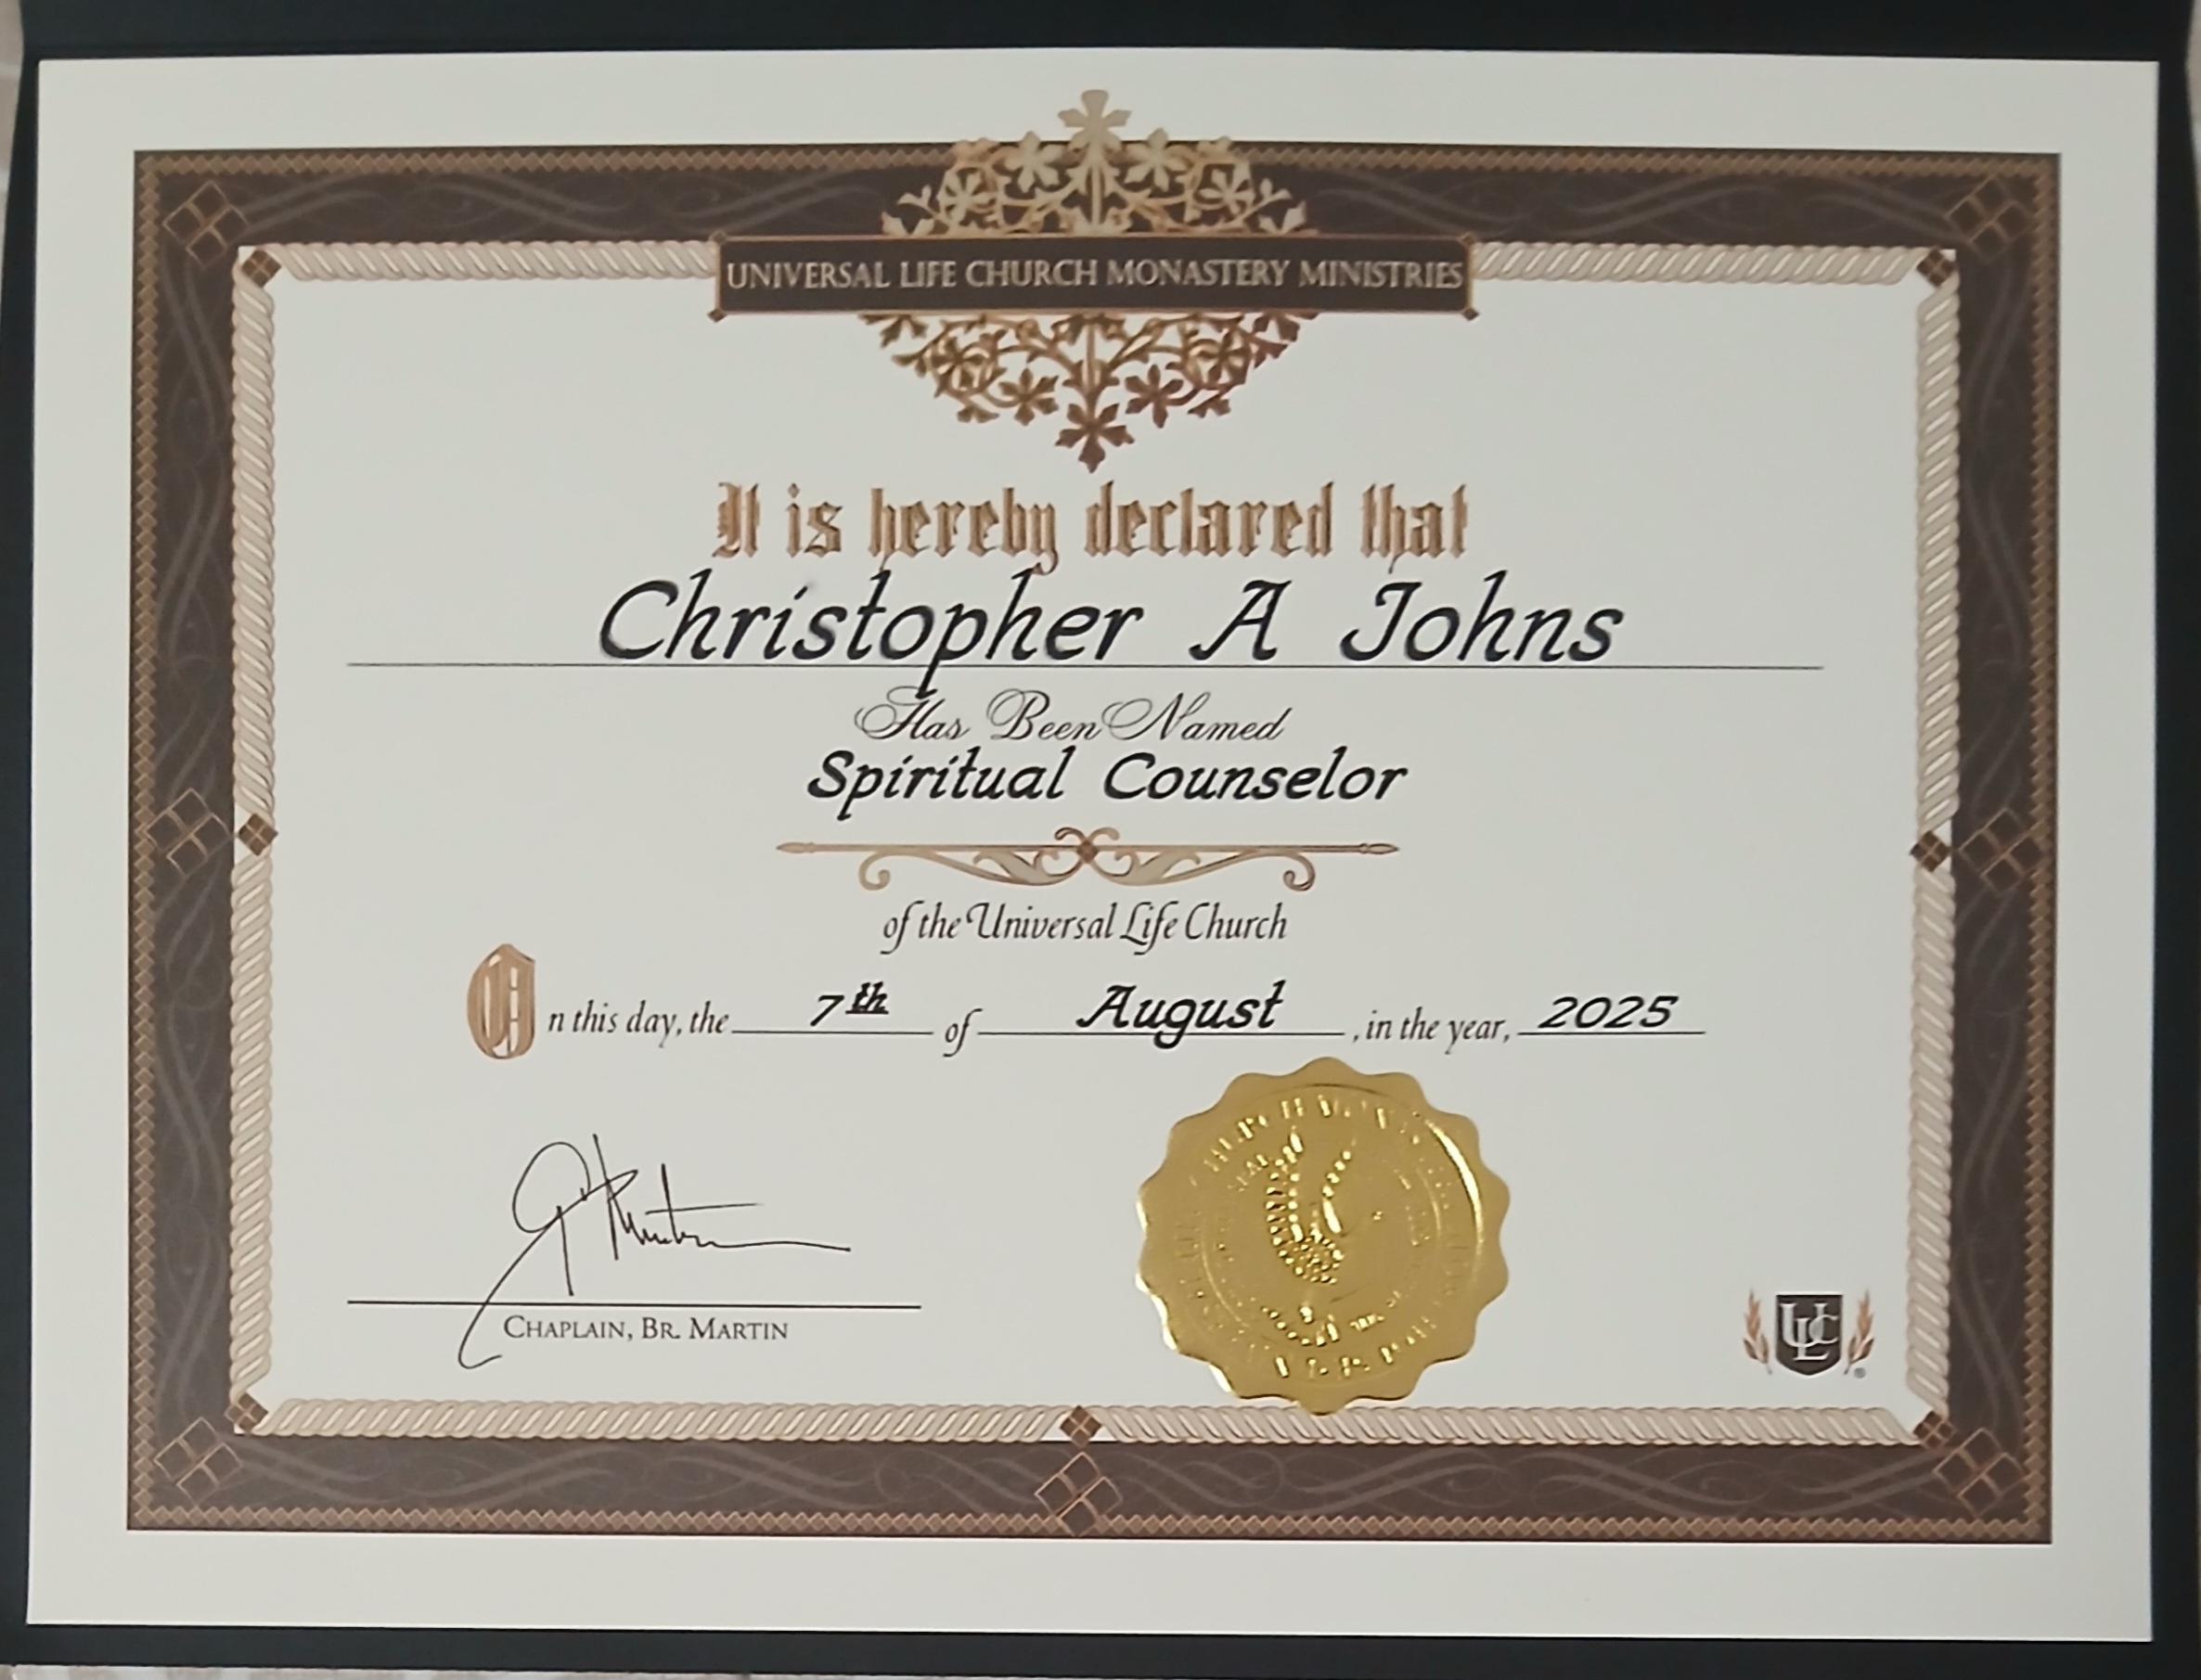 UNIVERSAL LIFE CHURCH MONASTERY MINISTRIES
It is hereby declared that
Christopher A Johns
Has Been Named
Spiritual Counselor
of the Universal Life Church
On this day, the 7th of August, in the year, 2025
CHAPLAIN, BR. MARTIN
ULC
®